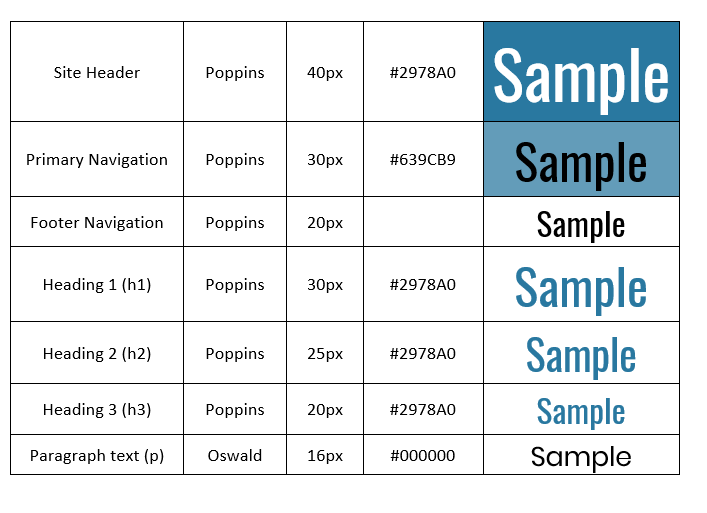 Site Header Poppins 40px #2978A0 Sample
Primary Navigation Poppins 30px #639CB9 Sample
Footer Navigation Poppins 20px Sample
Heading 1 (h1) Poppins 30px #2978A0 Sample
Heading 2 (h2) Poppins 25px #2978A0 Sample
Heading 3 (h3) Poppins 20px #2978A0 Sample
Paragraph text (p) Oswald 16px #000000 Sample